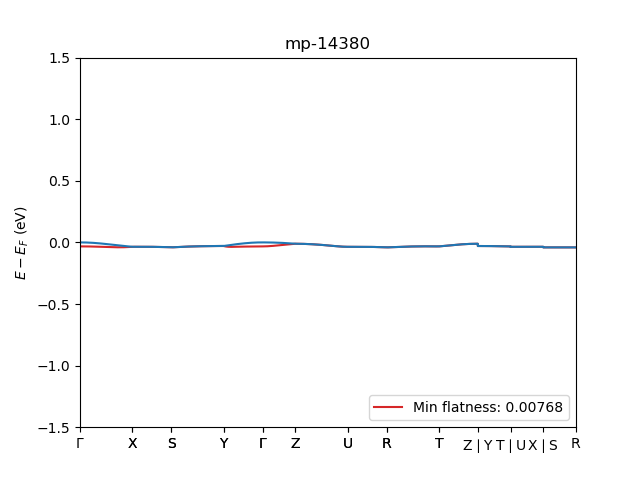 mp-14380
1.5
1.0
0.5
0.0
−0.5
−1.0
−1.5
E − E_F (eV)
Min flatness: 0.00768
Γ X S Y Γ Z U R T Z | Y T | U X | S R